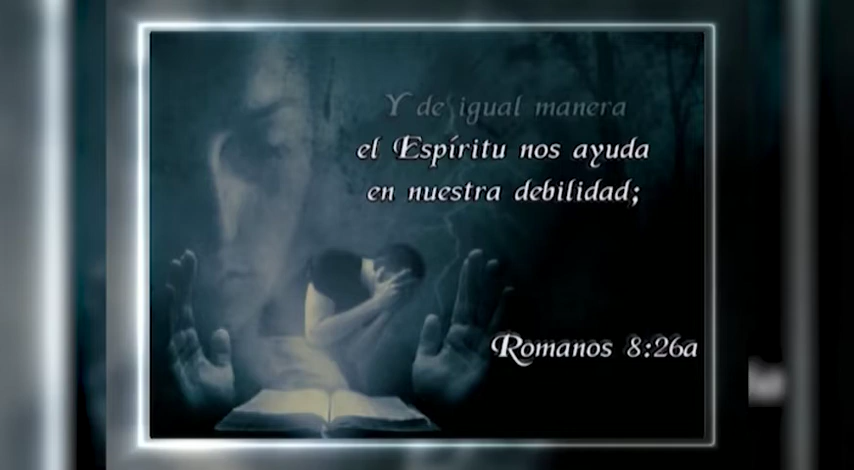 Y de igual manera
el Espíritu nos ayuda
en nuestra debilidad;
Romanos 8:26a